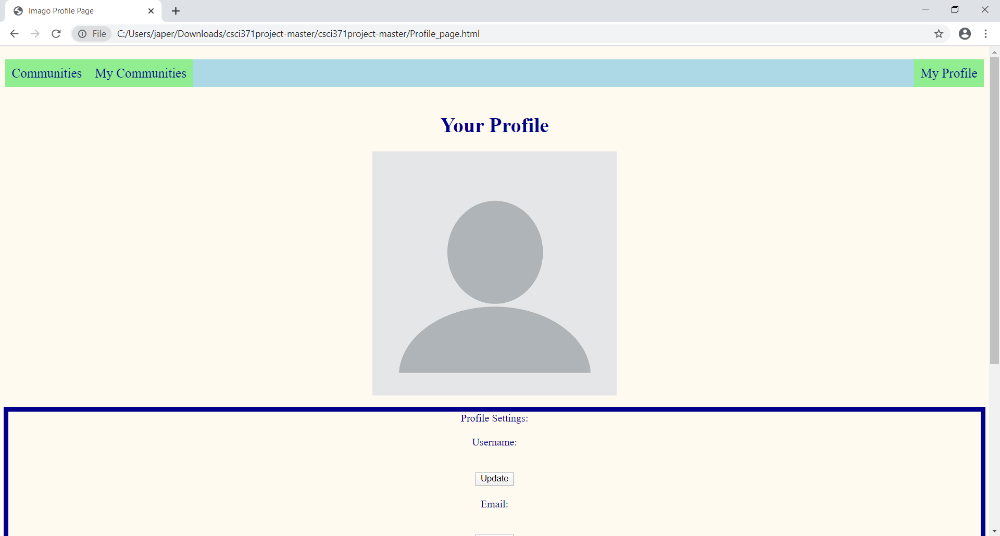 Imago Profile Page
File C:/Users/japer/Downloads/csci371project-master/csci371project-master/Profile_page.html
Communities My Communities My Profile
Your Profile
Profile Settings:
Username:
Update
Email: